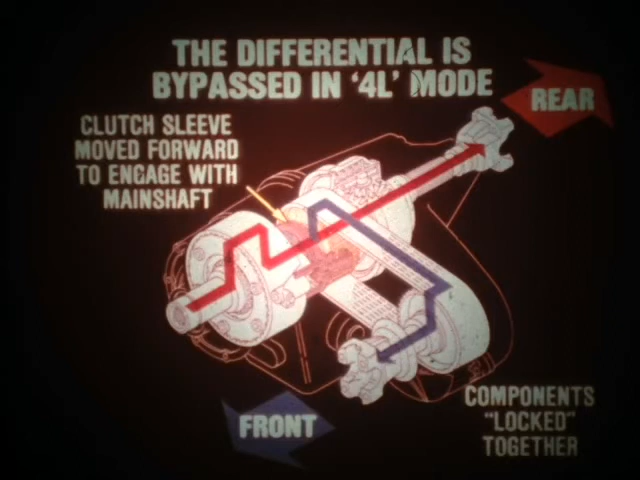 THE DIFFERENTIAL IS
BYPASSED IN '4L' MODE
REAR
CLUTCH SLEEVE
MOVED FORWARD
TO ENGAGE WITH
MAINSHAFT
FRONT
COMPONENTS
"LOCKED"
TOGETHER